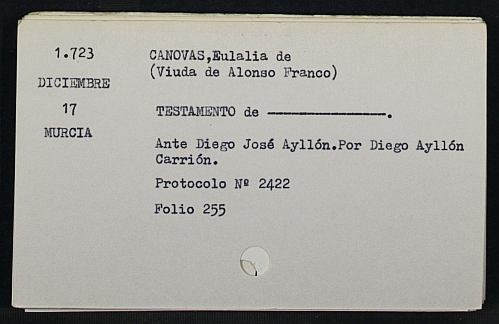 1.723
DICIEMBRE
17
MURCIA
CANOVAS,Eulalia de
(Viuda de Alonso Franco)
TESTAMENTO de ----------------.
Ante Diego José Ayllón.Por Diego Ayllón
Carrión.
Protocolo Nº 2422
Folio 255